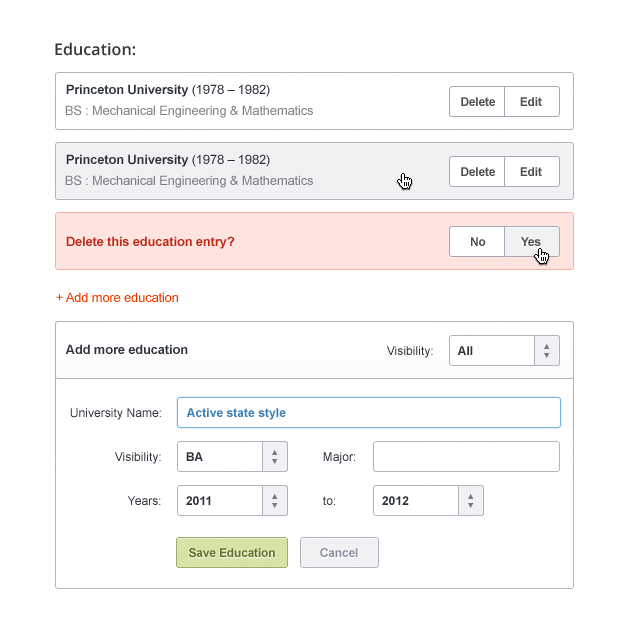 Education:
Princeton University (1978 – 1982)
BS : Mechanical Engineering & Mathematics
Delete Edit
Princeton University (1978 – 1982)
BS : Mechanical Engineering & Mathematics
Delete Edit
Delete this education entry?
No Yes
+ Add more education
Add more education
Visibility: All
University Name: Active state style
Visibility: BA Major:
Years: 2011 to: 2012
Save Education Cancel